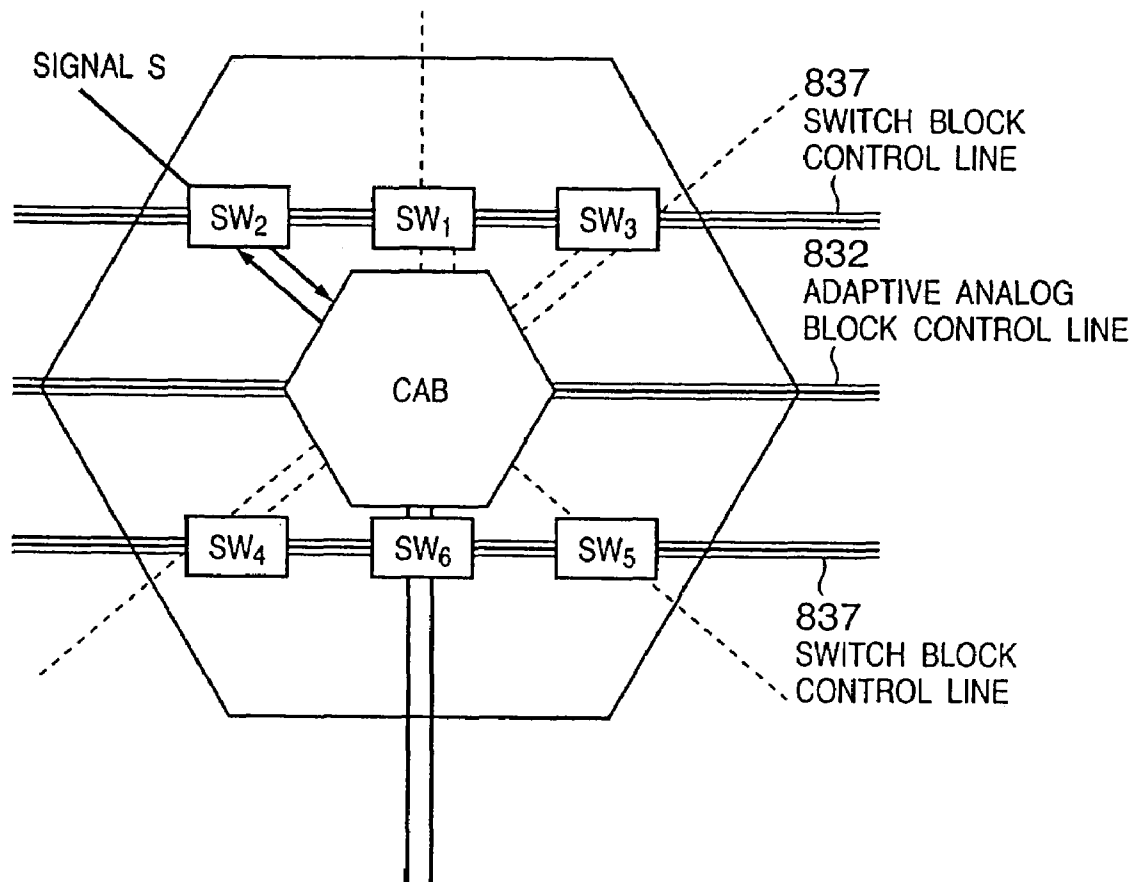 SIGNAL S
837
SWITCH BLOCK
CONTROL LINE
SW2
SW1
SW3
832
ADAPTIVE ANALOG
BLOCK CONTROL LINE
CAB
SW4
SW6
SW5
837
SWITCH BLOCK
CONTROL LINE